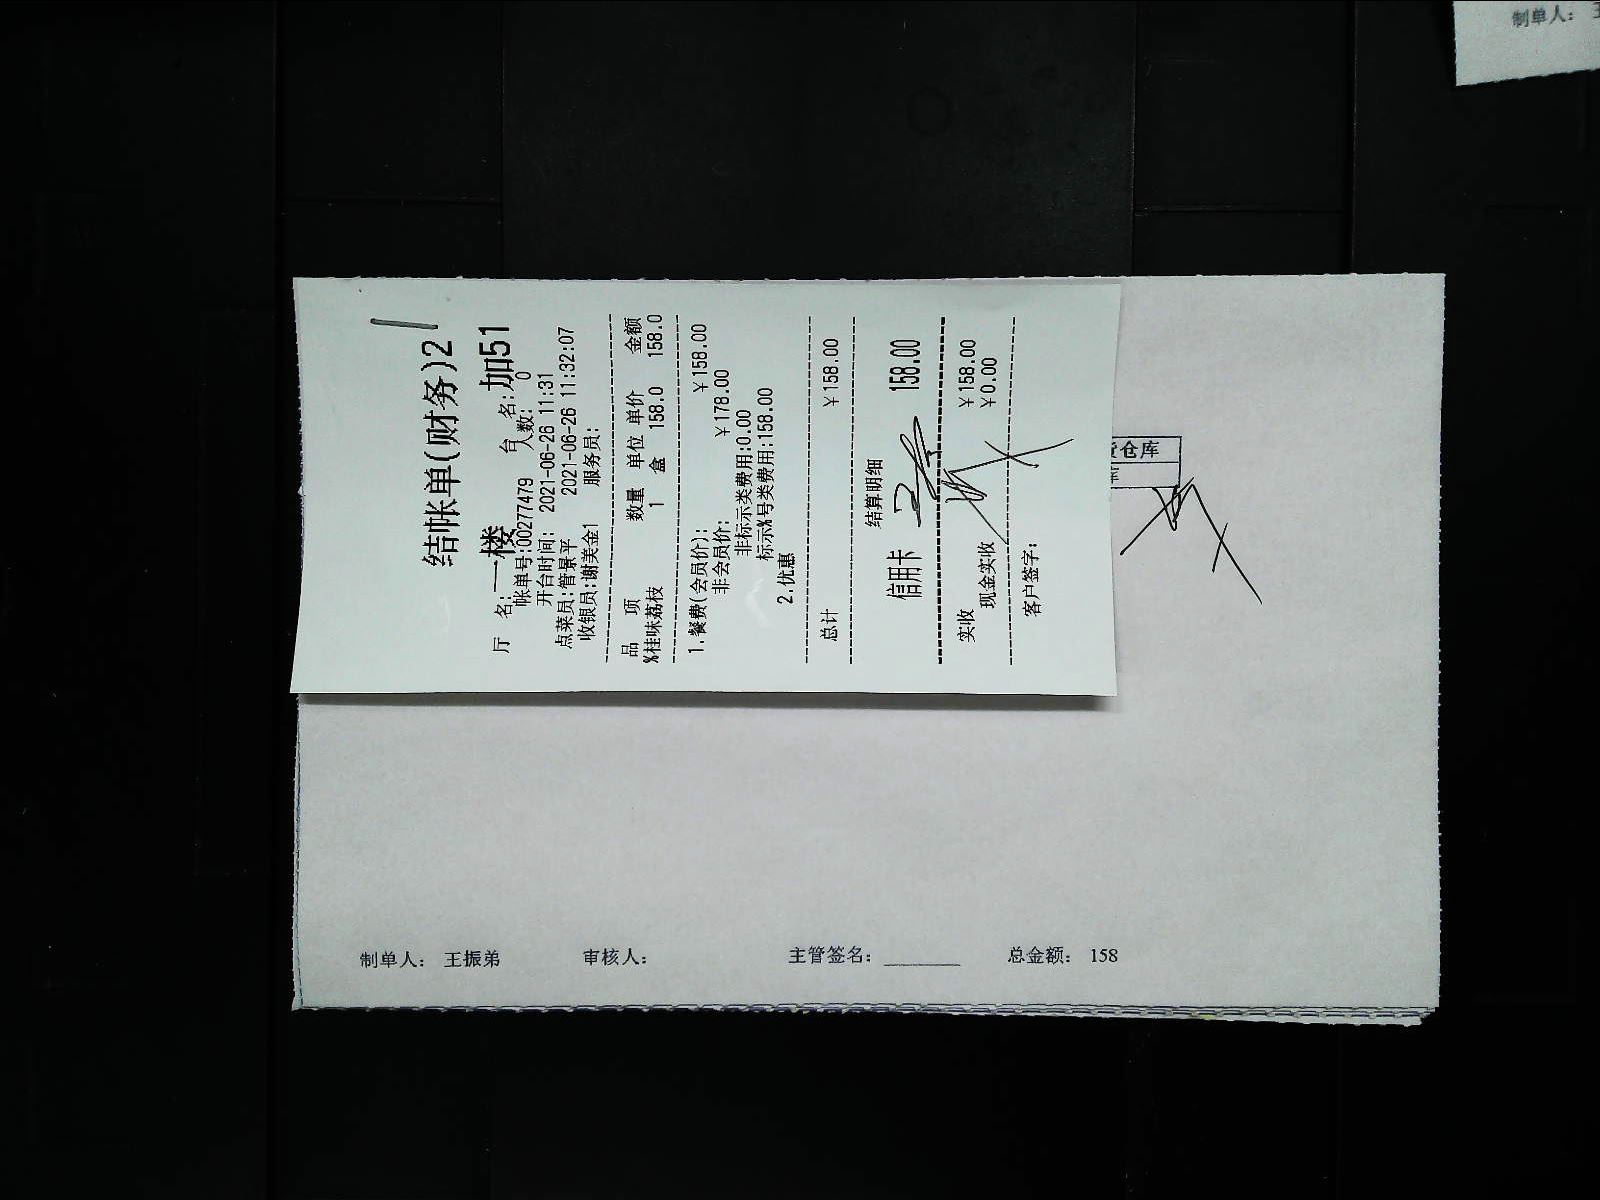 结帐单(财务)2
厅 名:一楼 台 名:加51
帐单号:00277479 人数: 0
开台时间: 2021-06-26 11:31
点菜员:管景平 2021-06-26 11:32:07
收银员:谢美金1 服务员:
品 项 数量 单位 单价 金额
%桂味荔枝 1 盒 158.0 158.0
1.餐费(会员价): ￥158.00
非会员价: ￥178.00
非标示类费用:0.00
标示%号类费用:158.00
2.优惠
总计 ￥158.00
结算明细
信用卡 158.00
实收 ￥158.00
现金实收 ￥0.00
客户签字:
仓库
制单人: 王振弟 审核人: 主管签名: 总金额: 158
制单人: